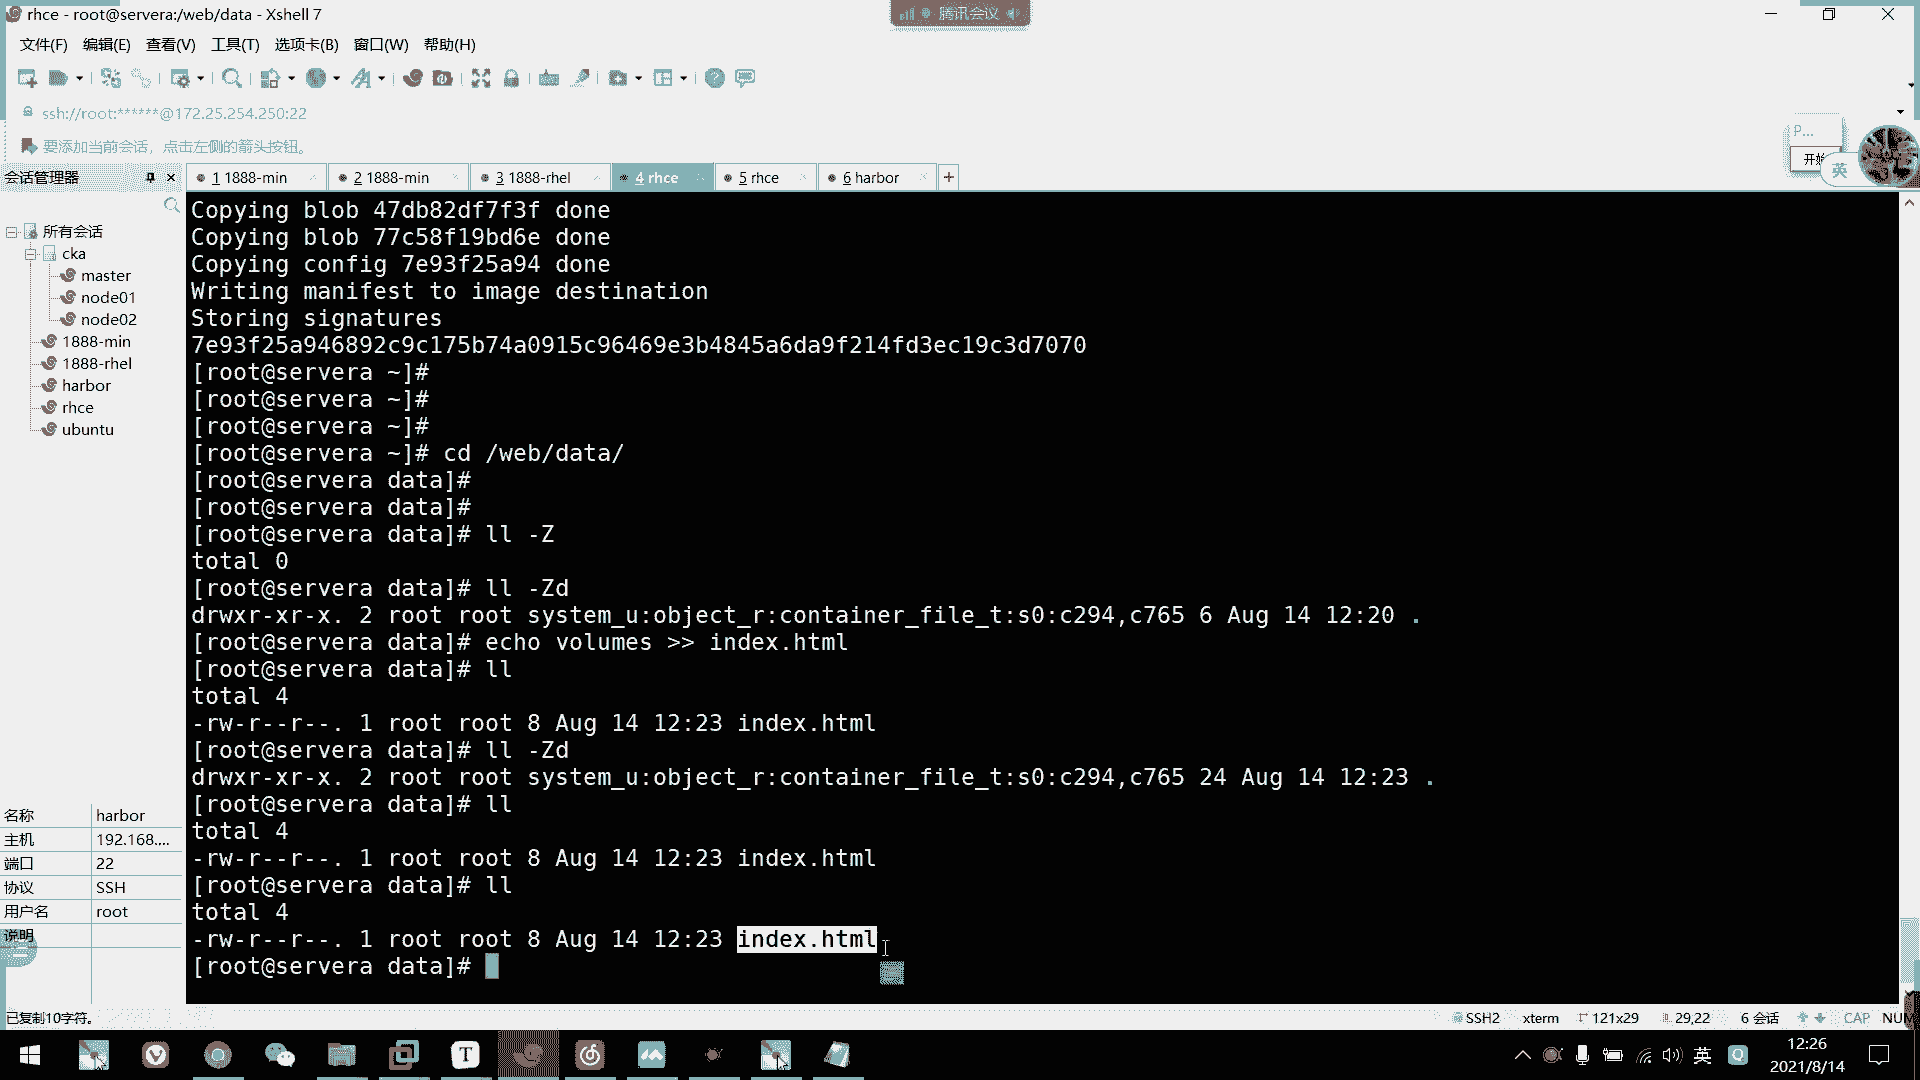 rhce - root@servera:/web/data - Xshell 7
腾讯会议
文件(F) 编辑(E) 查看(V) 工具(T) 选项卡(B) 窗口(W) 帮助(H)
ssh://root:******@172.25.254.250:22
要添加当前会话，点击左侧的箭头按钮。
P...
开始
英
会话管理器
1 1888-min
2 1888-min
3 1888-rhel
4 rhce
5 rhce
6 harbor
所有会话
cka
master
node01
node02
1888-min
1888-rhel
harbor
rhce
ubuntu
名称 harbor
主机 192.168....
端口 22
协议 SSH
用户名 root
说明
Copying blob 47db82df7f3f done
Copying blob 77c58f19bd6e done
Copying config 7e93f25a94 done
Writing manifest to image destination
Storing signatures
7e93f25a946892c9c175b74a0915c96469e3b4845a6da9f214fd3ec19c3d7070
[root@servera ~]#
[root@servera ~]#
[root@servera ~]#
[root@servera ~]# cd /web/data/
[root@servera data]#
[root@servera data]#
[root@servera data]# ll -Z
total 0
[root@servera data]# ll -Zd
drwxr-xr-x. 2 root root system_u:object_r:container_file_t:s0:c294,c765 6 Aug 14 12:20 .
[root@servera data]# echo volumes >> index.html
[root@servera data]# ll
total 4
-rw-r--r--. 1 root root 8 Aug 14 12:23 index.html
[root@servera data]# ll -Zd
drwxr-xr-x. 2 root root system_u:object_r:container_file_t:s0:c294,c765 24 Aug 14 12:23 .
[root@servera data]# ll
total 4
-rw-r--r--. 1 root root 8 Aug 14 12:23 index.html
[root@servera data]# ll
total 4
-rw-r--r--. 1 root root 8 Aug 14 12:23 index.html
[root@servera data]#
已复制10字符。
SSH2 xterm 121x29 29,22 6 会话 CAP NUM
英
12:26
2021/8/14